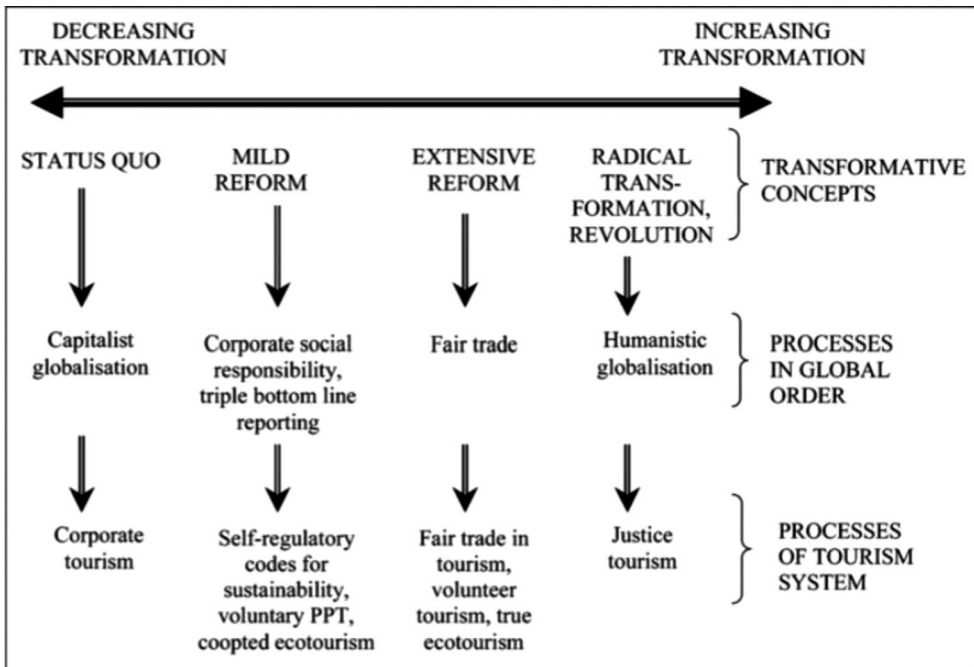 DECREASING
TRANSFORMATION
INCREASING
TRANSFORMATION
STATUS QUO
MILD
REFORM
EXTENSIVE
REFORM
RADICAL
TRANS-
FORMATION,
REVOLUTION
TRANSFORMATIVE
CONCEPTS
Capitalist
globalisation
Corporate social
responsibility,
triple bottom line
reporting
Fair trade
Humanistic
globalisation
PROCESSES
IN GLOBAL
ORDER
Corporate
tourism
Self-regulatory
codes for
sustainability,
voluntary PPT,
coopted ecotourism
Fair trade in
tourism,
volunteer
tourism, true
ecotourism
Justice
tourism
PROCESSES
OF TOURISM
SYSTEM